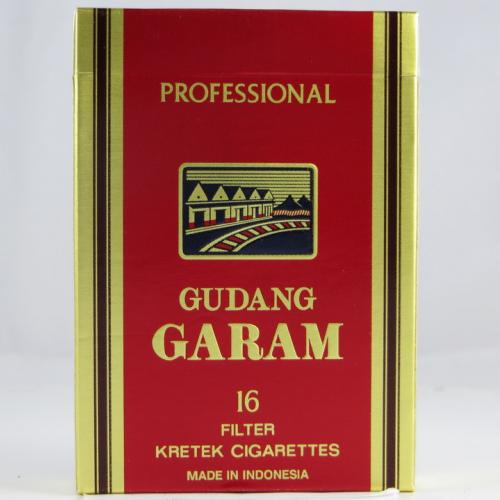 PROFESSIONAL
GUDANG
GARAM
16
FILTER
KRETEK CIGARETTES
MADE IN INDONESIA